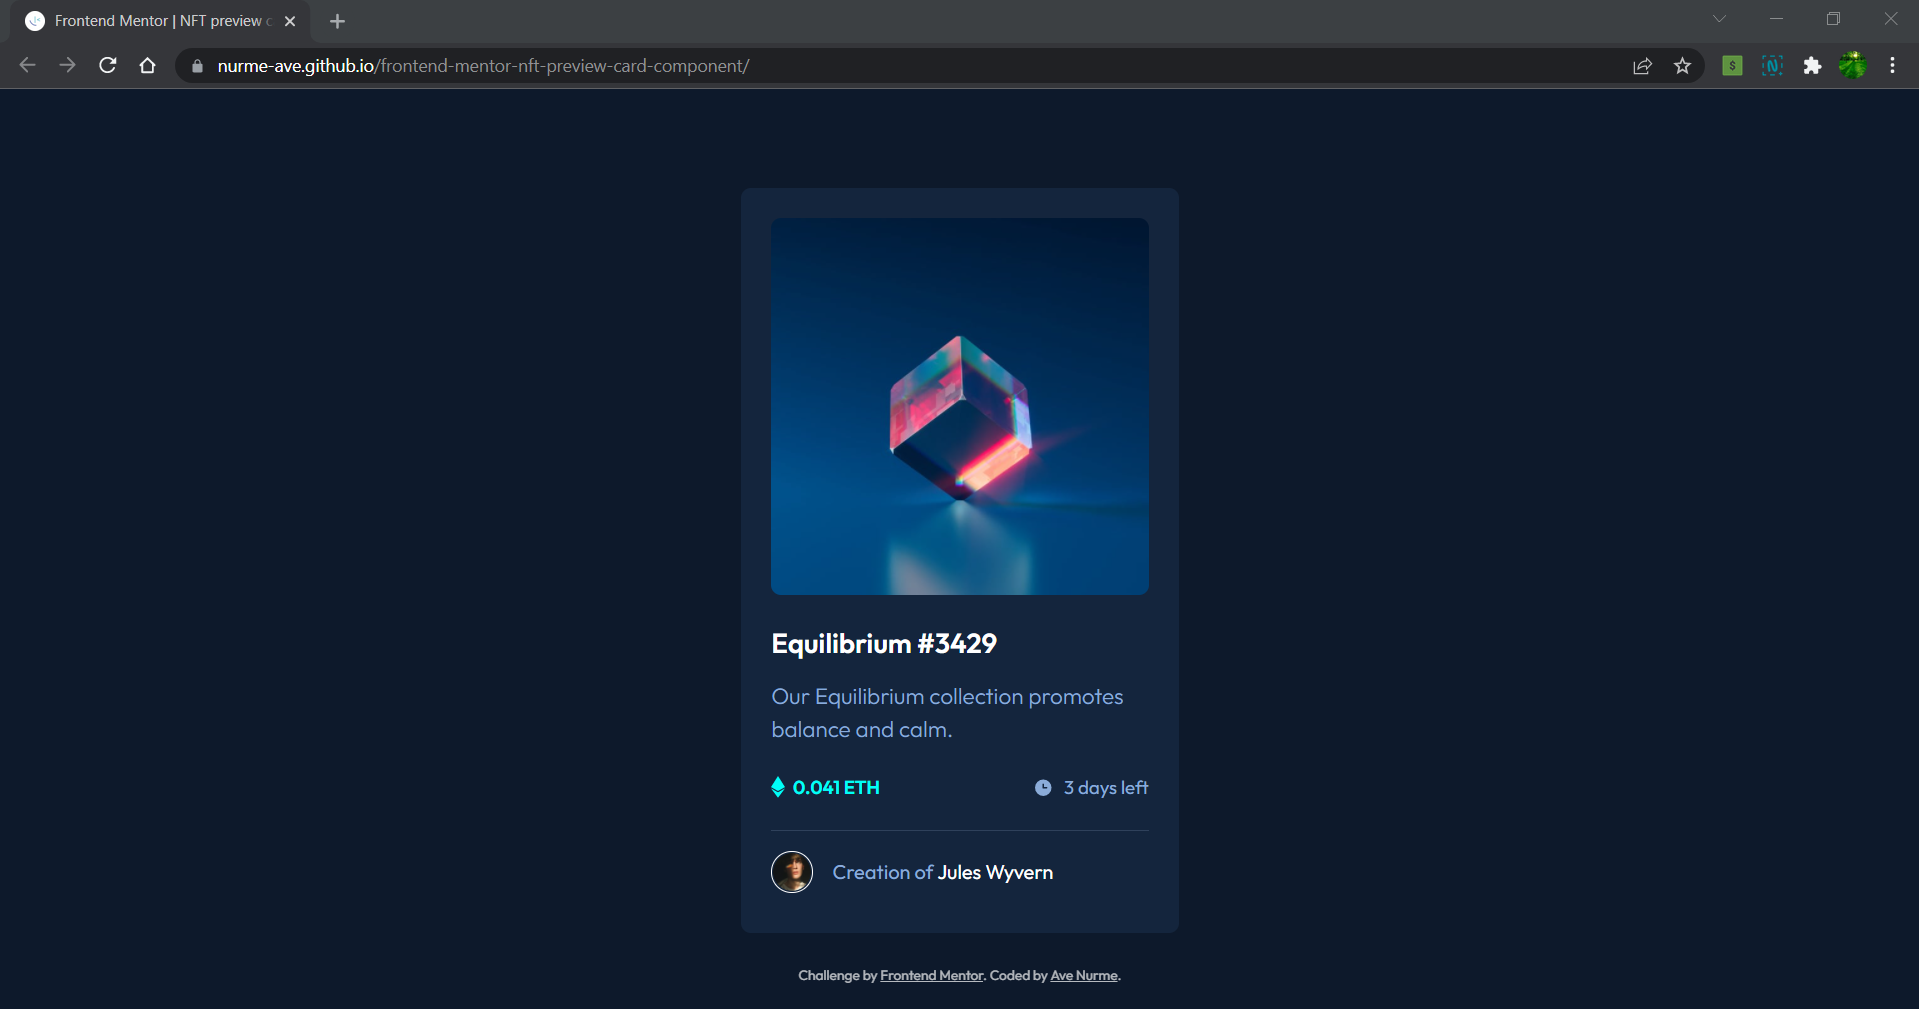 Frontend Mentor | NFT preview c
nurme-ave.github.io/frontend-mentor-nft-preview-card-component/
Equilibrium #3429
Our Equilibrium collection promotes
balance and calm.
0.041 ETH
3 days left
Creation of Jules Wyvern
Challenge by Frontend Mentor. Coded by Ave Nurme.